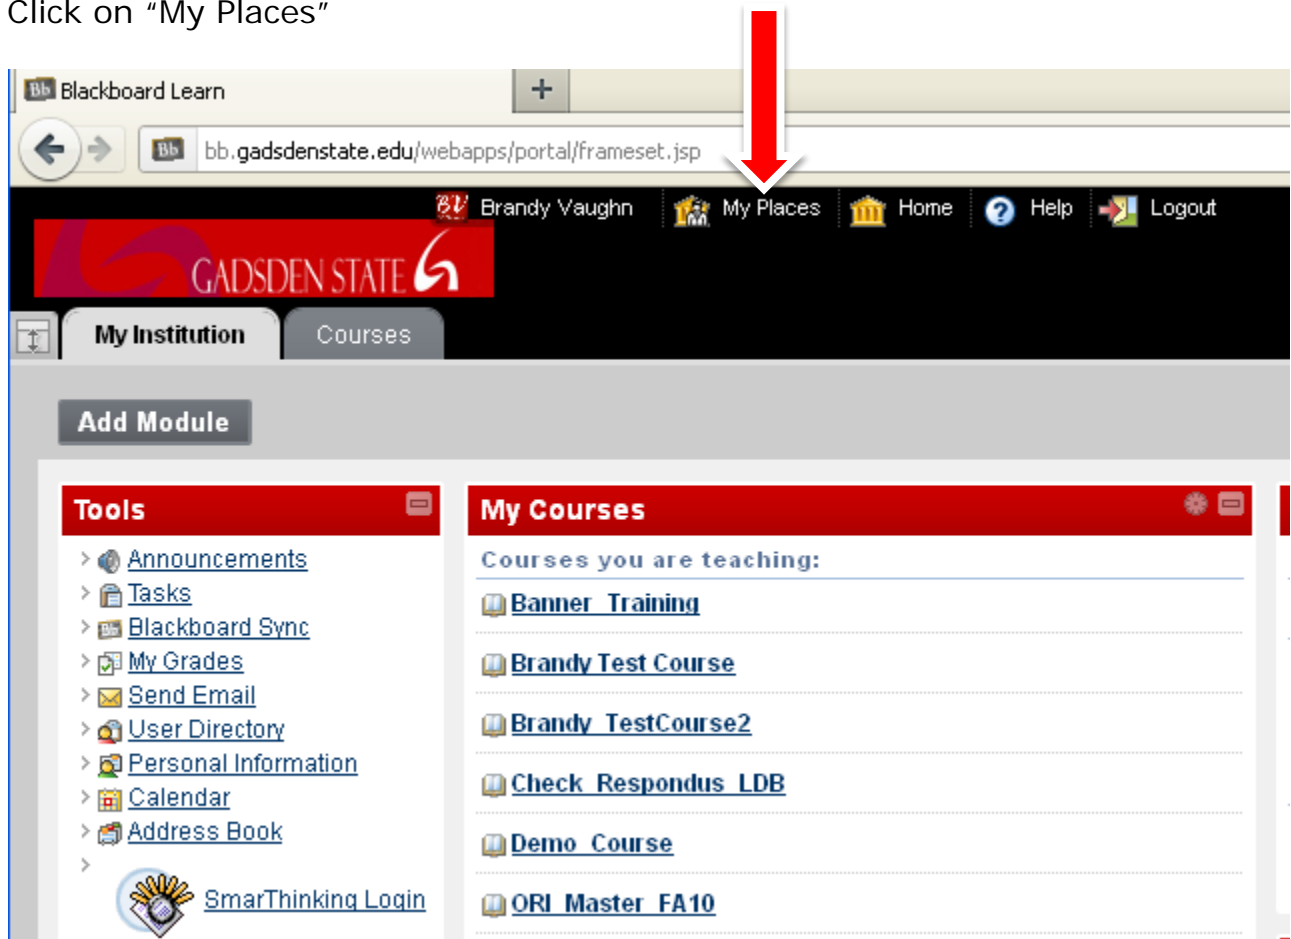 Click on “My Places”
Bb Blackboard Learn +
Bb bb.gadsdenstate.edu/webapps/portal/frameset.jsp
BV Brandy Vaughn My Places Home ? Help Logout
GADSDEN STATE G
My Institution Courses
Add Module
Tools
> Announcements
> Tasks
> Bb Blackboard Sync
> My Grades
> Send Email
> User Directory
> Personal Information
> Calendar
> Address Book
>
SmarThinking Login
My Courses
Courses you are teaching:
Banner_Training
Brandy Test Course
Brandy_TestCourse2
Check_Respondus_LDB
Demo_Course
ORI_Master_FA10